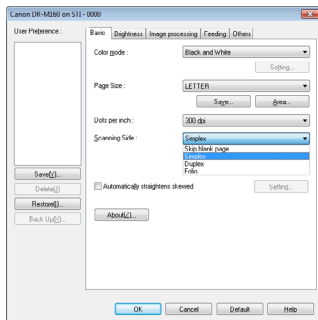 Canon DR-M160 on STI - 0000
User Preference :
Basic Brightness Image processing Feeding Others
Color mode : Black and White
Setting...
Page Size : LETTER
Save... Area...
Dots per inch : 300 dpi
Scanning Side : Simplex
Skip blank page
Simplex
Duplex
Folio
Save(V)...
Automatically straightens skewed Setting...
Delete(J)
Restore(I)...
About(Z)...
OK Cancel Default Help